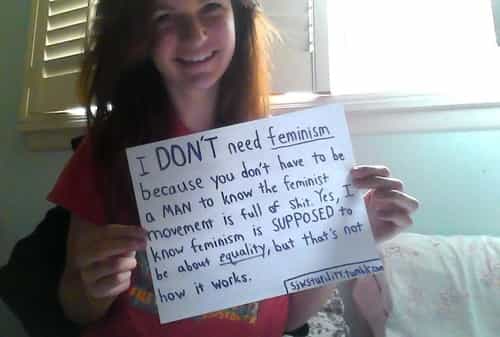 I DON'T need feminism
because you don't have to be
a MAN to know the feminist
movement is full of shit. Yes, I
know feminism is SUPPOSED to
be about equality, but that's not
how it works.
sjwstupidity.tumblr.com